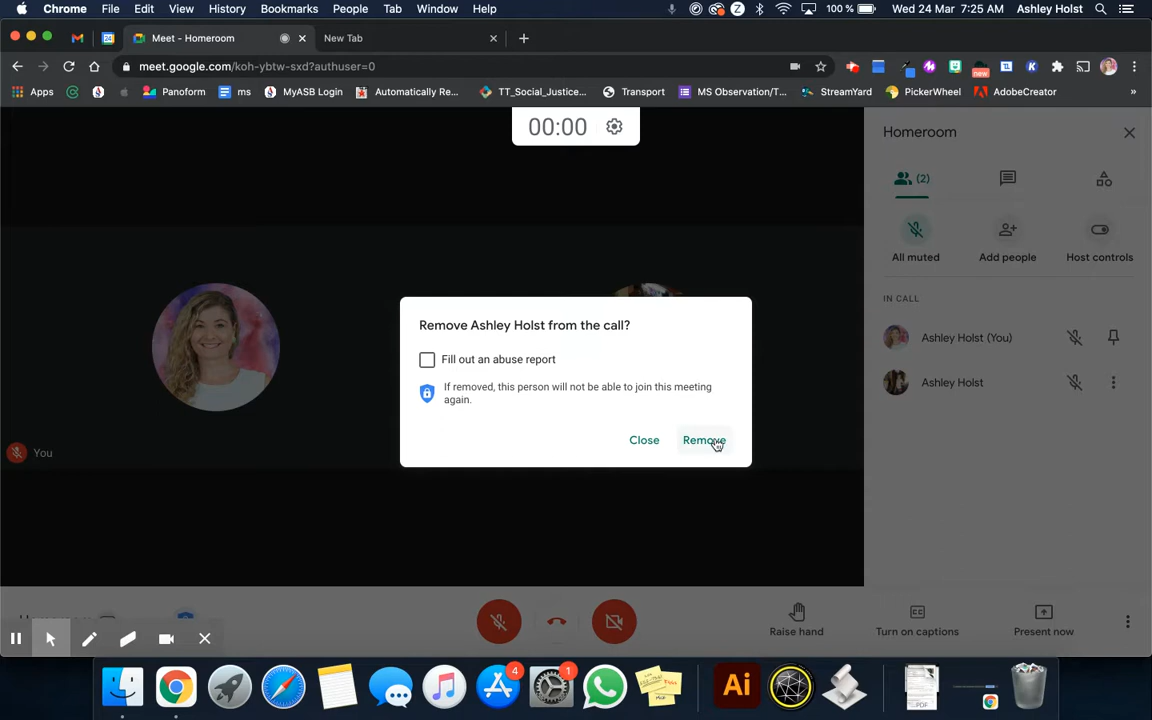 Chrome File Edit View History Bookmarks People Tab Window Help 100 % Wed 24 Mar 7:25 AM Ashley Holst
Meet - Homeroom New Tab
meet.google.com/koh-ybtw-sxd?authuser=0
Apps Panoform ms MyASB Login Automatically Re... TT_Social_Justice... Transport MS Observation/T... StreamYard PickerWheel AdobeCreator »
new
00:00
Homeroom
(2)
All muted Add people Host controls
IN CALL
Ashley Holst (You)
Ashley Holst
Remove Ashley Holst from the call?
Fill out an abuse report
If removed, this person will not be able to join this meeting
again.
Close Remove
You
Raise hand Turn on captions Present now
4
1
Ai
PDF